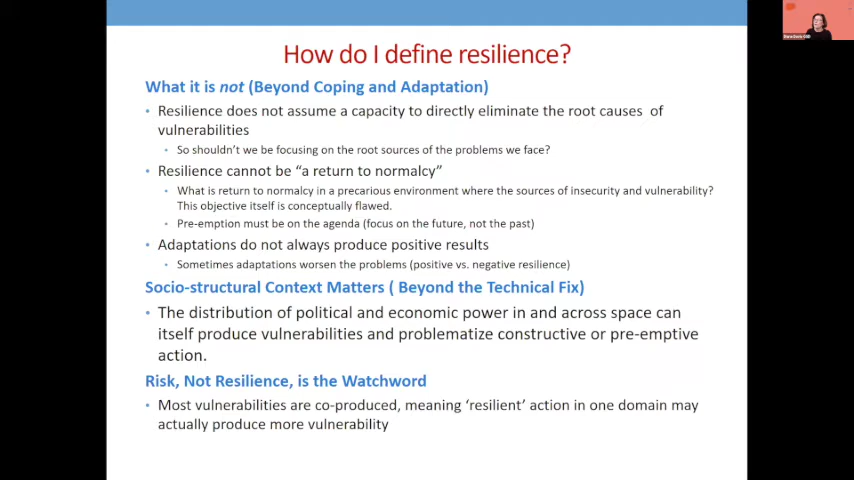 How do I define resilience?
What it is not (Beyond Coping and Adaptation)
• Resilience does not assume a capacity to directly eliminate the root causes of
vulnerabilities
• So shouldn't we be focusing on the root sources of the problems we face?
• Resilience cannot be “a return to normalcy”
• What is return to normalcy in a precarious environment where the sources of insecurity and vulnerability?
This objective itself is conceptually flawed.
• Pre-emption must be on the agenda (focus on the future, not the past)
• Adaptations do not always produce positive results
• Sometimes adaptations worsen the problems (positive vs. negative resilience)
Socio-structural Context Matters ( Beyond the Technical Fix)
• The distribution of political and economic power in and across space can
itself produce vulnerabilities and problematize constructive or pre-emptive
action.
Risk, Not Resilience, is the Watchword
• Most vulnerabilities are co-produced, meaning ‘resilient’ action in one domain may
actually produce more vulnerability